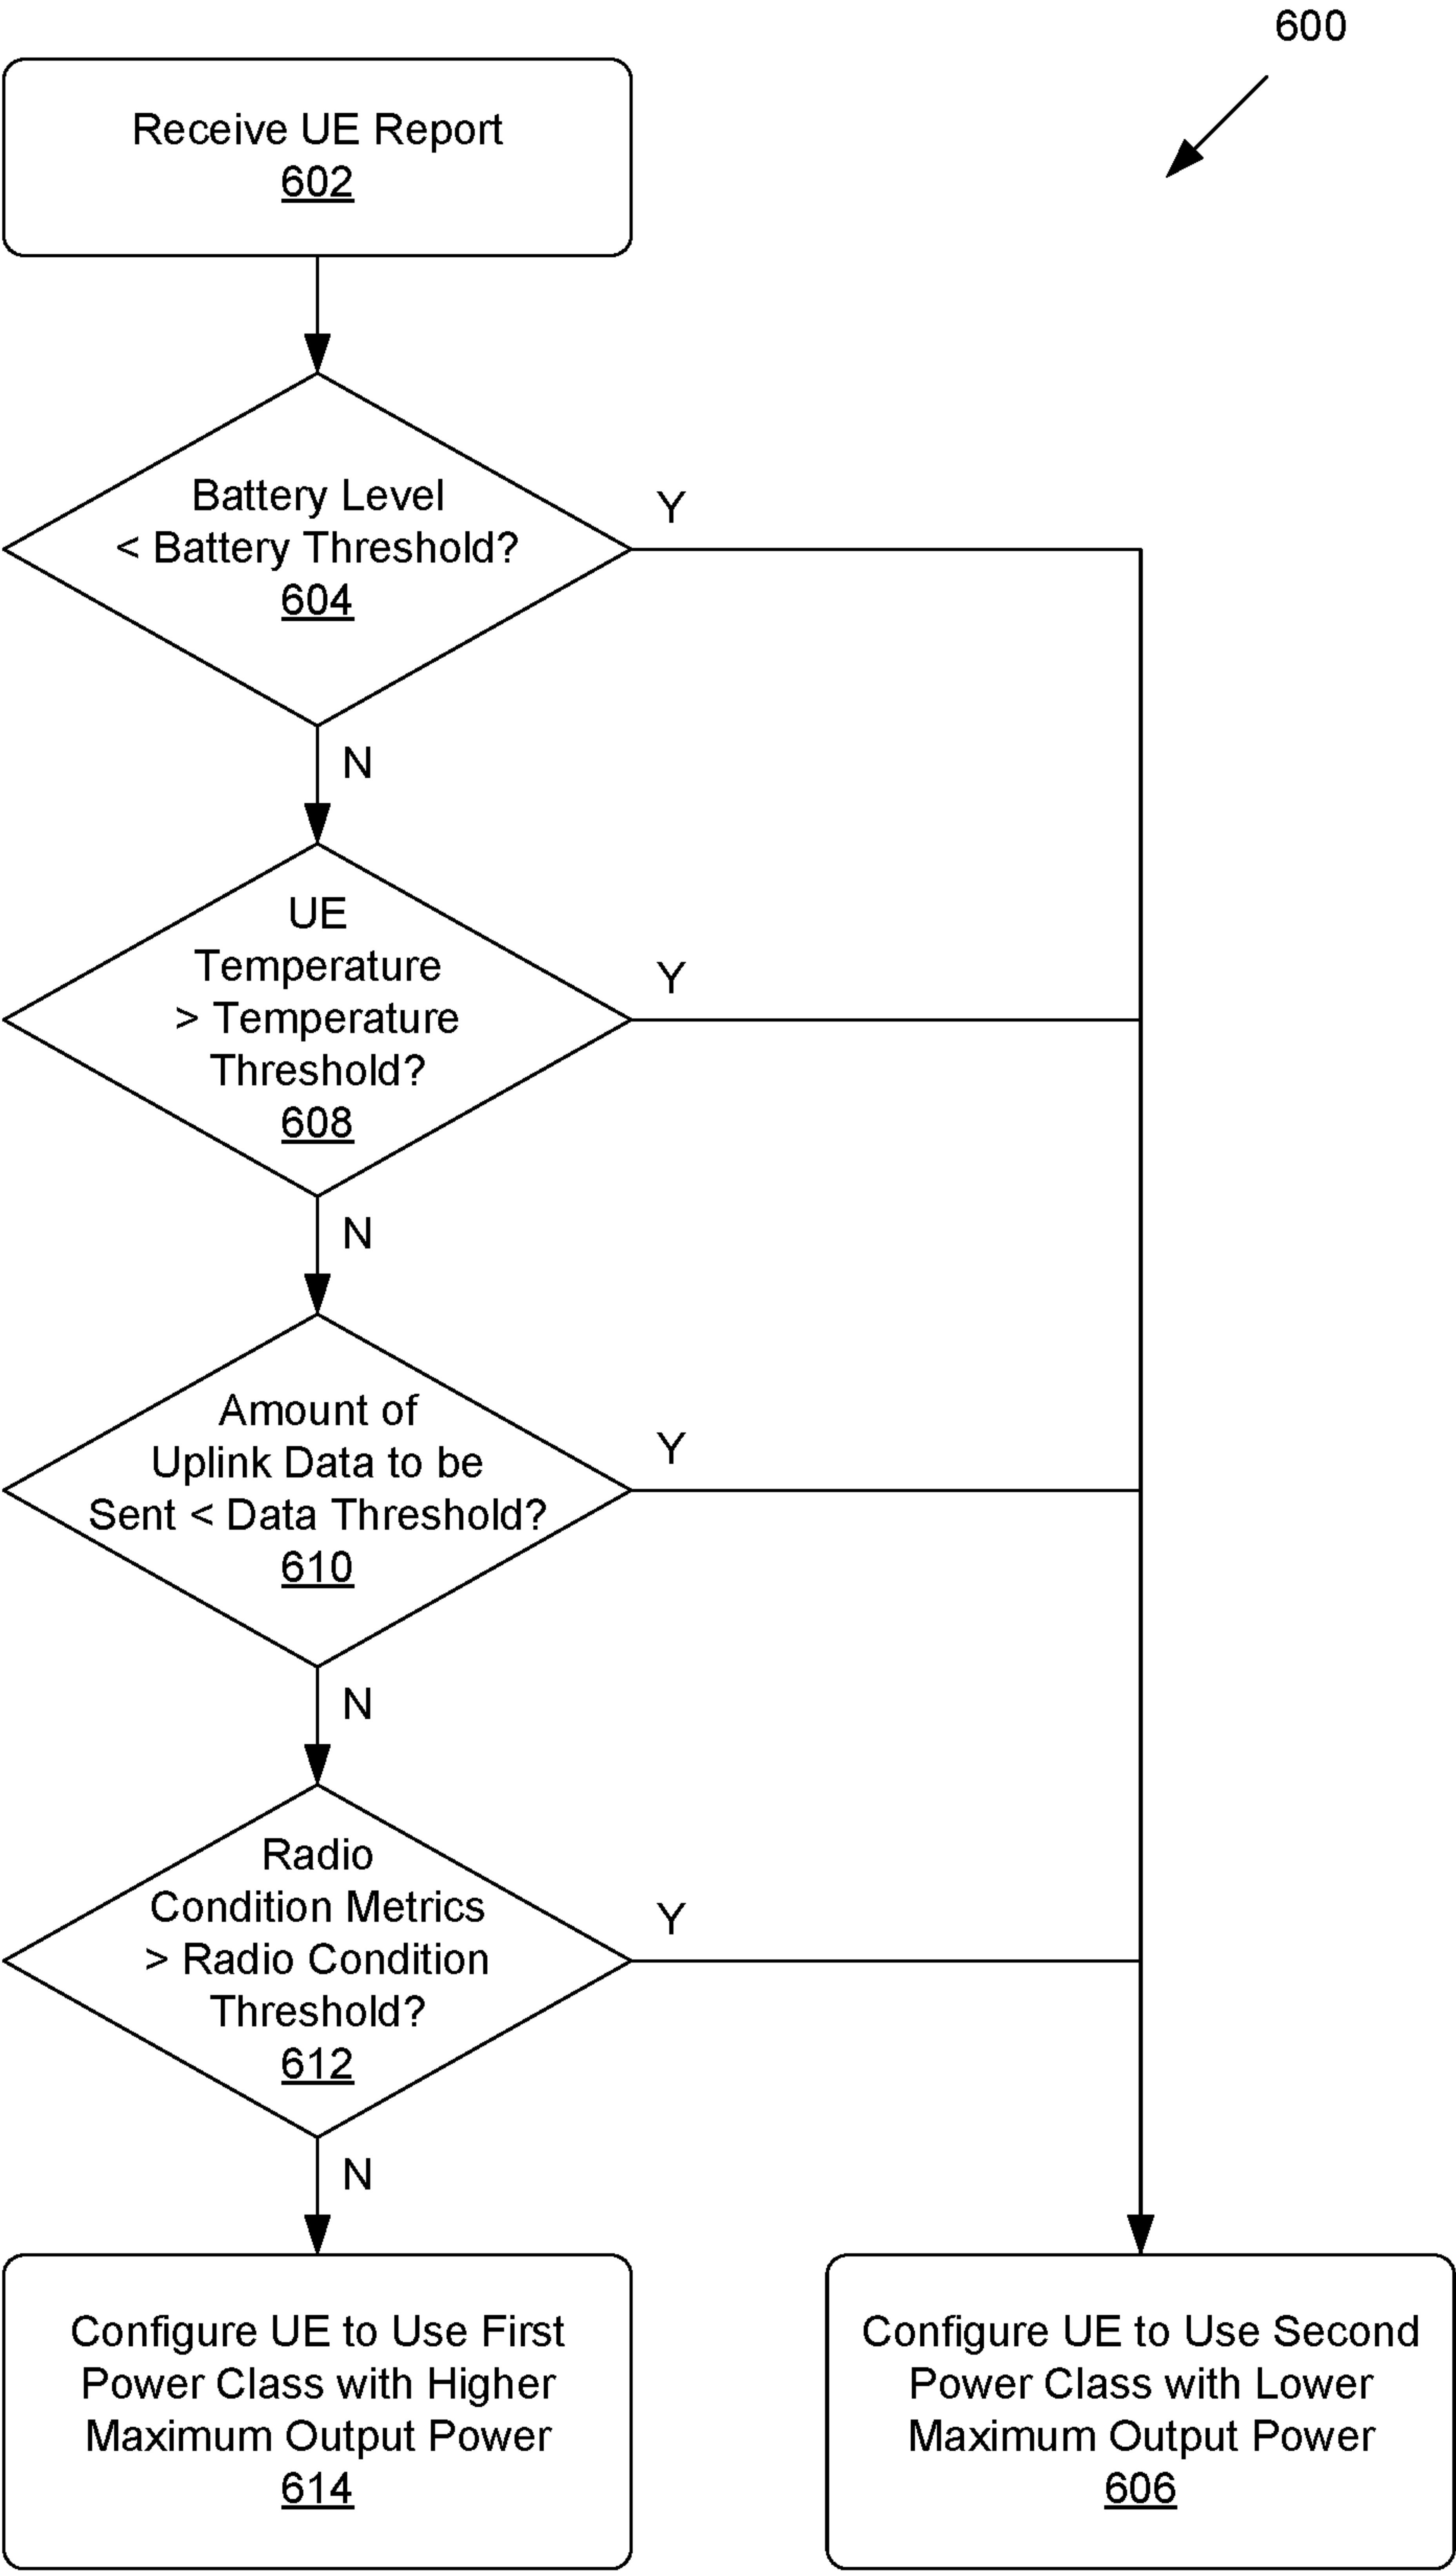 600
Receive UE Report
602
Battery Level
< Battery Threshold?
604
Y
N
UE
Temperature
> Temperature
Threshold?
608
Y
N
Amount of
Uplink Data to be
Sent < Data Threshold?
610
Y
N
Radio
Condition Metrics
> Radio Condition
Threshold?
612
Y
N
Configure UE to Use First
Power Class with Higher
Maximum Output Power
614
Configure UE to Use Second
Power Class with Lower
Maximum Output Power
606